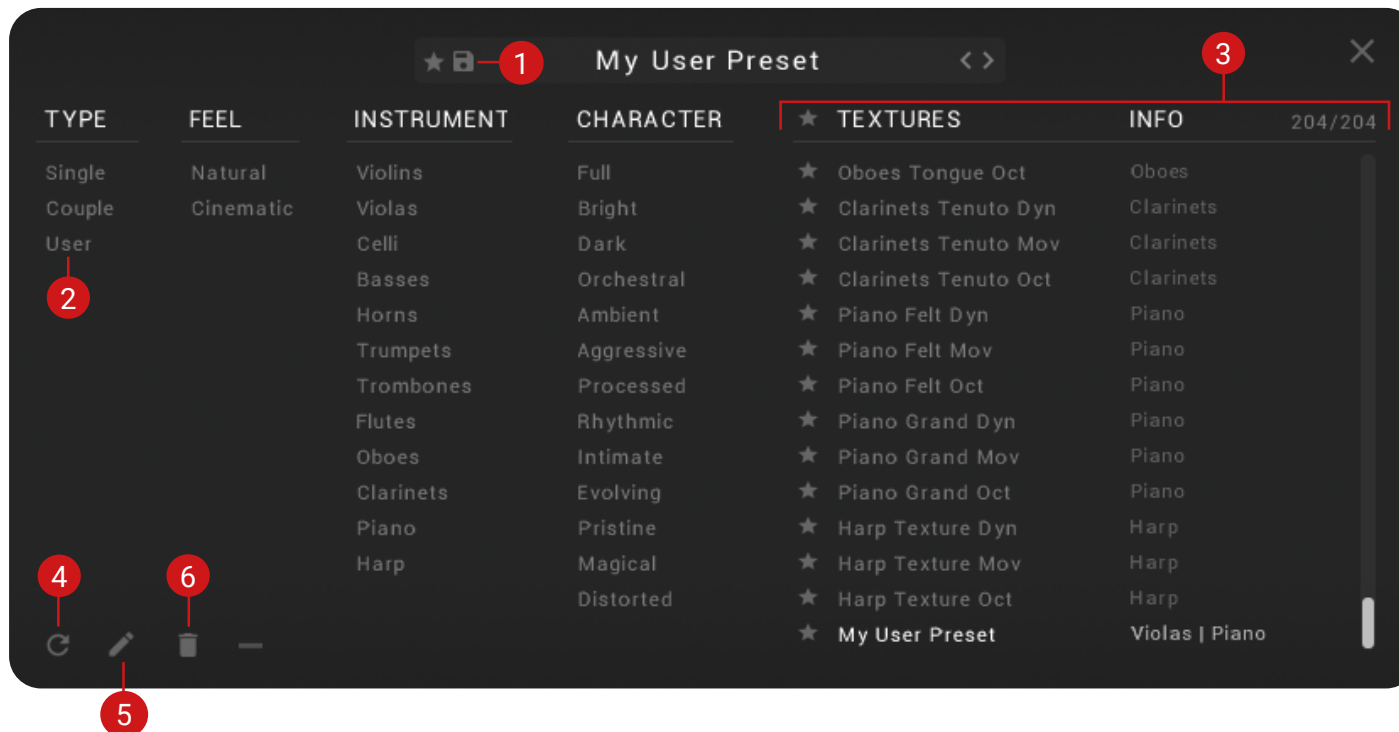 1 My User Preset 3
TYPE FEEL INSTRUMENT CHARACTER TEXTURES INFO 204/204
Single Natural Violins Full Oboes Tongue Oct Oboes
Couple Cinematic Violas Bright Clarinets Tenuto Dyn Clarinets
User Celli Dark Clarinets Tenuto Mov Clarinets
Basses Orchestral Clarinets Tenuto Oct Clarinets
2
Horns Ambient Piano Felt Dyn Piano
Trumpets Aggressive Piano Felt Mov Piano
Trombones Processed Piano Felt Oct Piano
Flutes Rhythmic Piano Grand Dyn Piano
Oboes Intimate Piano Grand Mov Piano
Clarinets Evolving Piano Grand Oct Piano
Piano Pristine Harp Texture Dyn Harp
Harp Magical Harp Texture Mov Harp
4 6
Distorted Harp Texture Oct Harp
My User Preset Violas | Piano
5